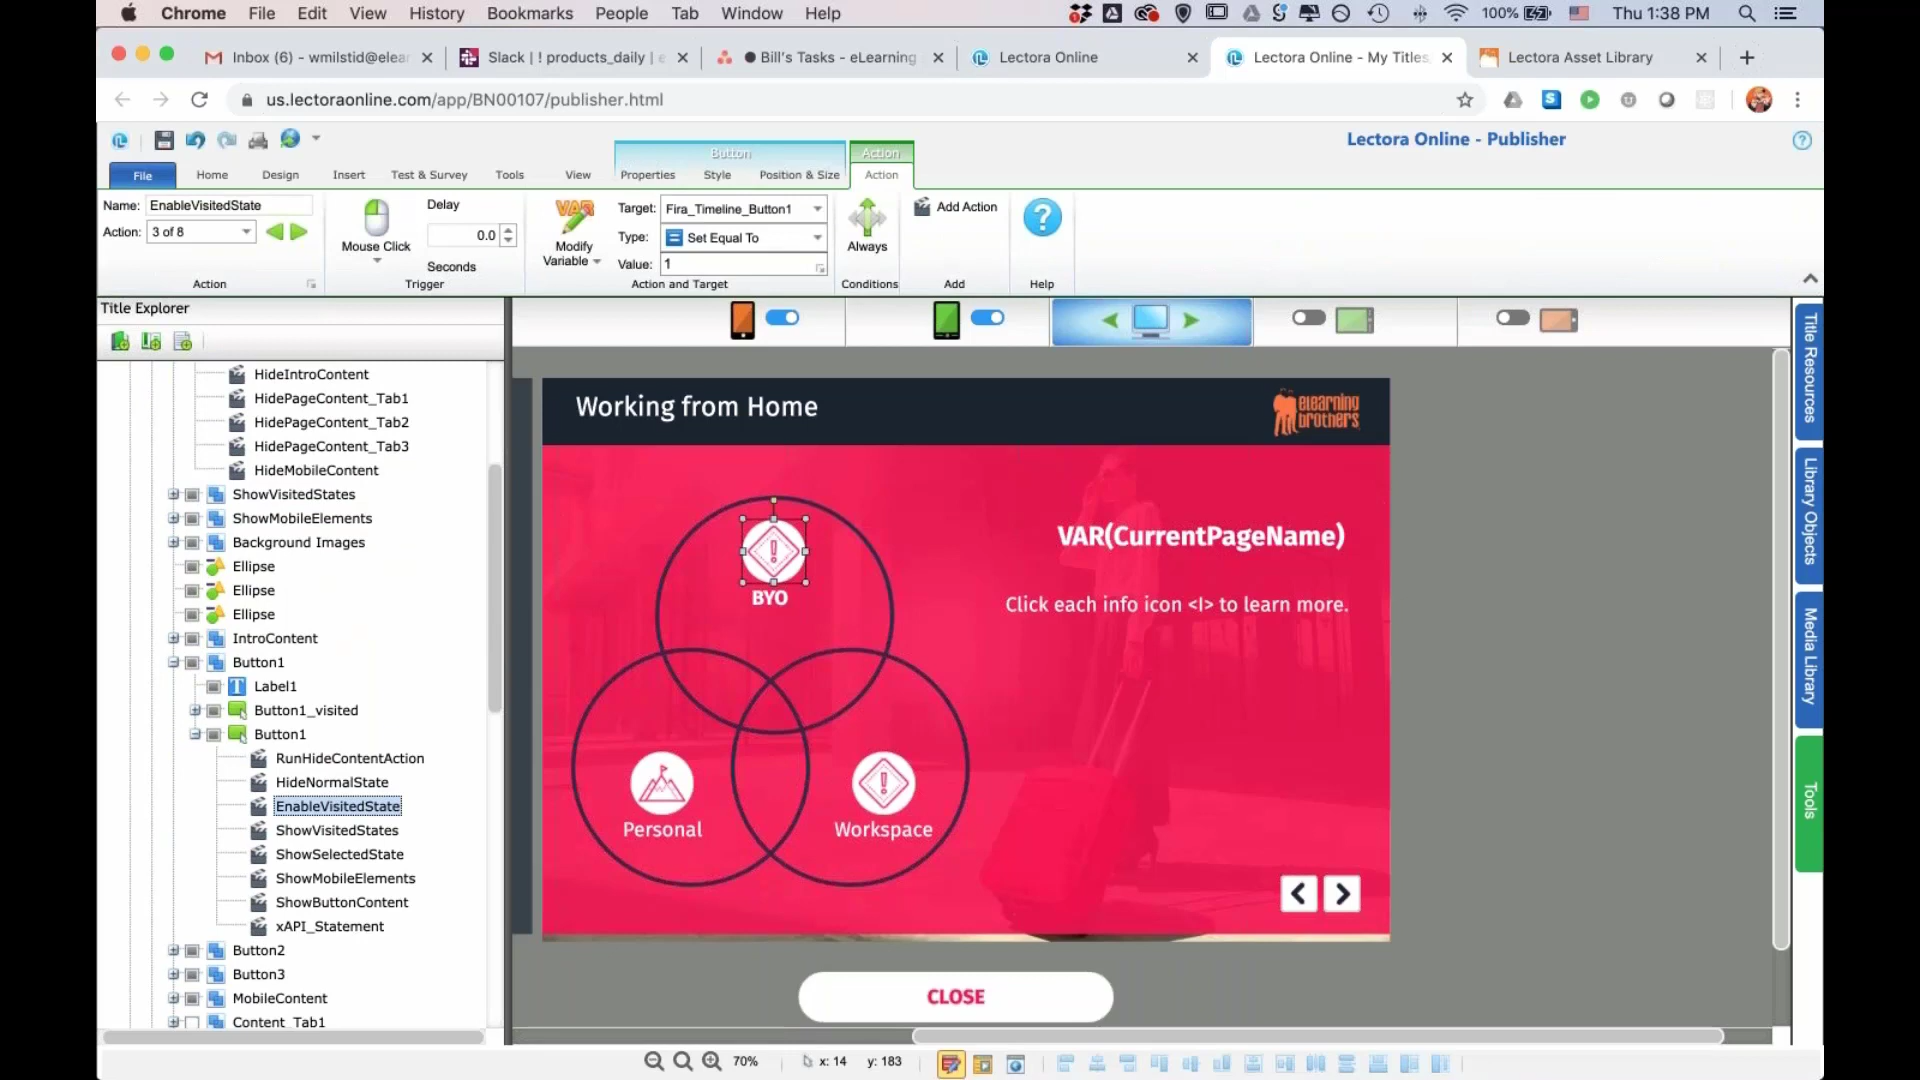 Chrome File Edit View History Bookmarks People Tab Window Help 100% Thu 1:38 PM
Inbox (6) - wmilstid@elear
Slack | ! products_daily | e
● Bill's Tasks - eLearning
Lectora Online
Lectora Online - My Titles,
Lectora Asset Library
us.lectoraonline.com/app/BN00107/publisher.html
Lectora Online - Publisher
Button Action
File Home Design Insert Test & Survey Tools View Properties Style Position & Size Action
Name: EnableVisitedState
Action: 3 of 8
Action
Mouse Click
Delay
0.0
Seconds
Trigger
VAR
Modify
Variable
Target: Fira_Timeline_Button1
Type: Set Equal To
Value: 1
Action and Target
Always
Conditions
Add Action
Add
Help
Title Explorer
HideIntroContent
HidePageContent_Tab1
HidePageContent_Tab2
HidePageContent_Tab3
HideMobileContent
ShowVisitedStates
ShowMobileElements
Background Images
Ellipse
Ellipse
Ellipse
IntroContent
Button1
Label1
Button1_visited
Button1
RunHideContentAction
HideNormalState
EnableVisitedState
ShowVisitedStates
ShowSelectedState
ShowMobileElements
ShowButtonContent
xAPI_Statement
Button2
Button3
MobileContent
Content_Tab1
Working from Home
eLearning
brothers
BYO
Personal
Workspace
VAR(CurrentPageName)
Click each info icon <I> to learn more.
CLOSE
Title Resources
Library Objects
Media Library
Tools
70% x: 14 y: 183